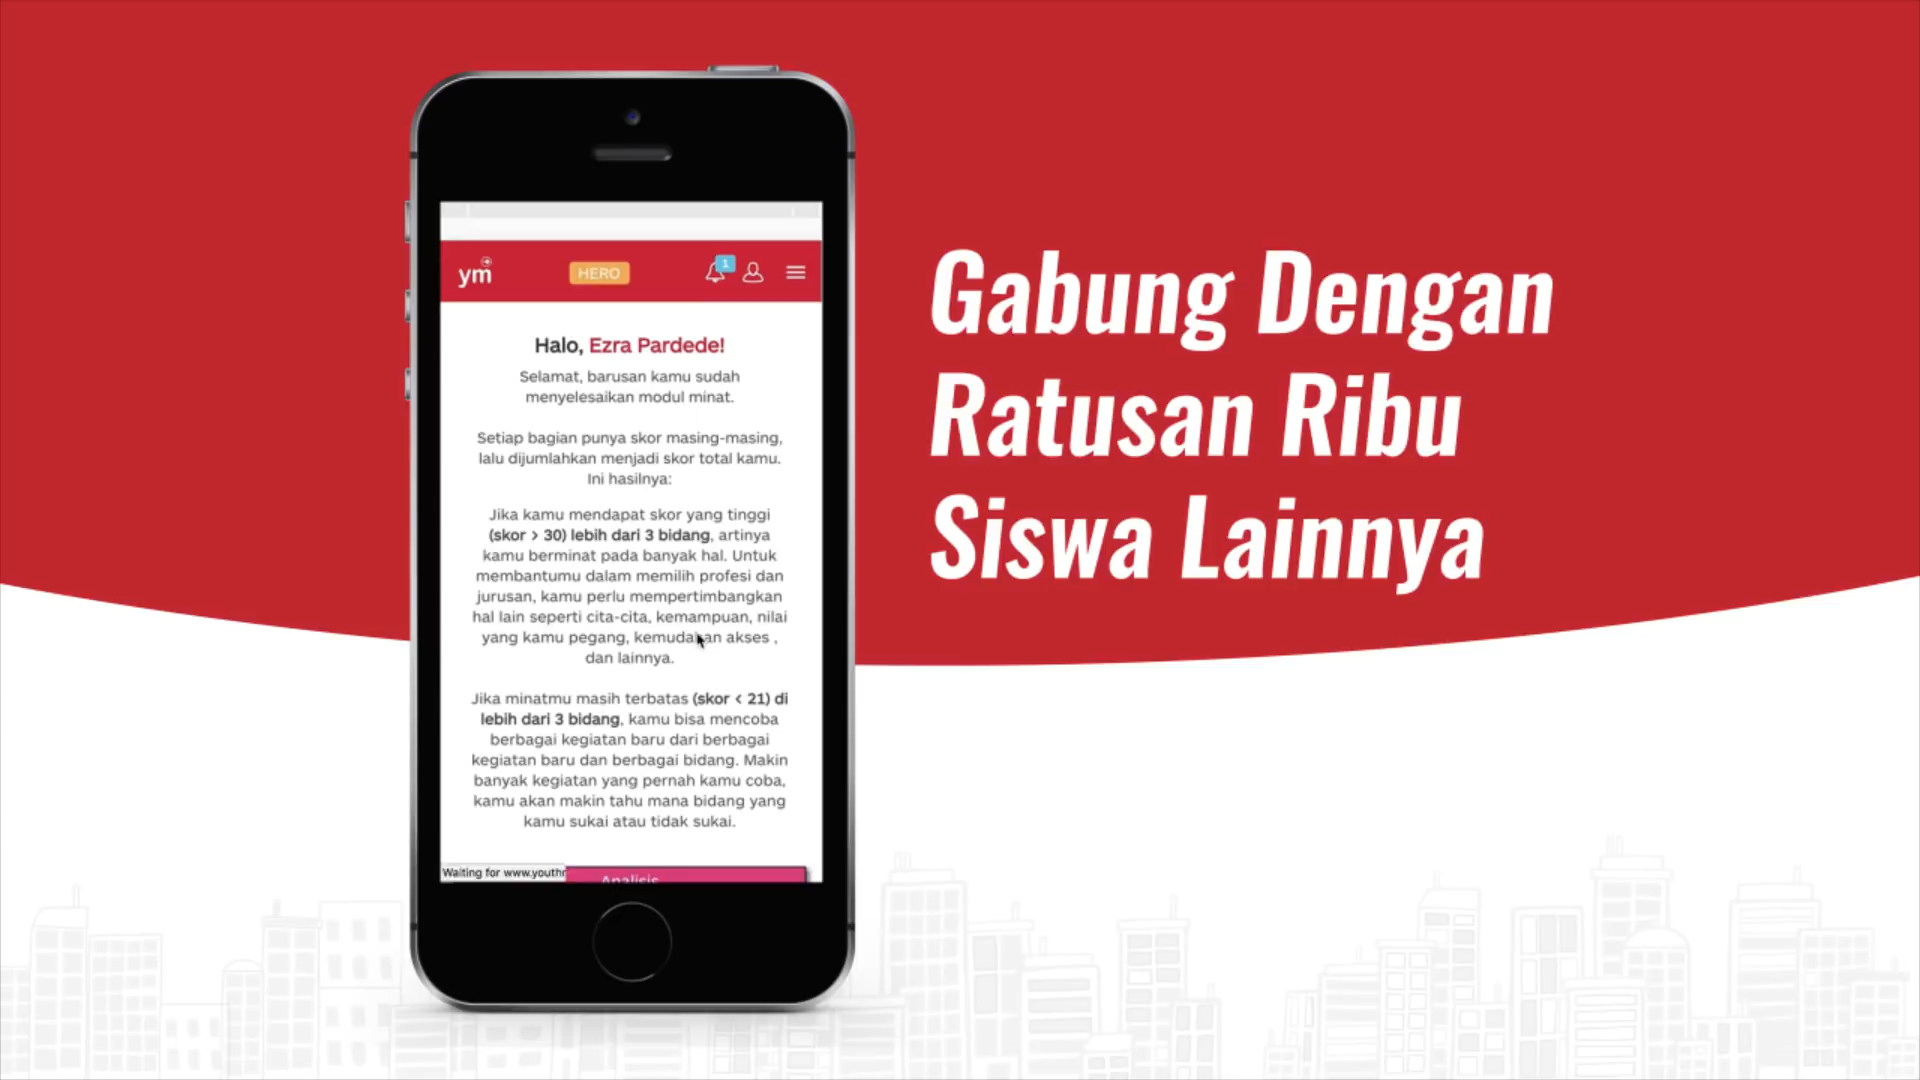 ym
HERO
1
Halo, Ezra Pardede!
Selamat, barusan kamu sudah
menyelesaikan modul minat.
Setiap bagian punya skor masing-masing,
lalu dijumlahkan menjadi skor total kamu.
Ini hasilnya:
Jika kamu mendapat skor yang tinggi
(skor > 30) lebih dari 3 bidang, artinya
kamu berminat pada banyak hal. Untuk
membantumu dalam memilih profesi dan
jurusan, kamu perlu mempertimbangkan
hal lain seperti cita-cita, kemampuan, nilai
yang kamu pegang, kemudahan akses ,
dan lainnya.
Jika minatmu masih terbatas (skor < 21) di
lebih dari 3 bidang, kamu bisa mencoba
berbagai kegiatan baru dari berbagai
kegiatan baru dan berbagai bidang. Makin
banyak kegiatan yang pernah kamu coba,
kamu akan makin tahu mana bidang yang
kamu sukai atau tidak sukai.
Waiting for www.youthr
Analisis
Gabung Dengan
Ratusan Ribu
Siswa Lainnya